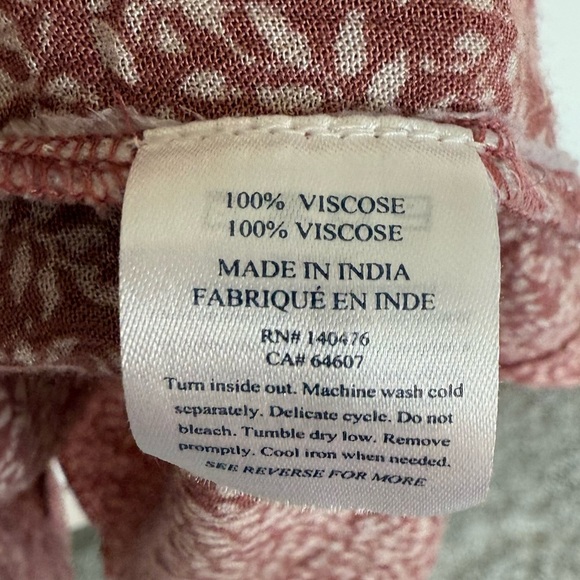 100% VISCOSE
100% VISCOSE
MADE IN INDIA
FABRIQUÉ EN INDE
RN# 140476
CA# 64607
Turn inside out. Machine wash cold
separately. Delicate cycle. Do not
bleach. Tumble dry low. Remove
promptly. Cool iron when needed.
SEE REVERSE FOR MORE